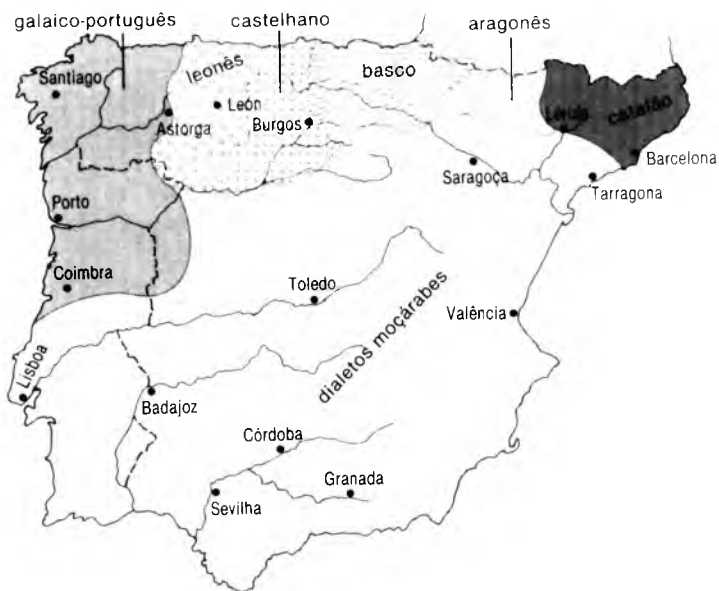 galaico-português
castelhano
aragonês
leonês
basco
Santiago
León
Astorga
Burgos
Lérida
catalão
Saragoça
Barcelona
Tarragona
Porto
Coimbra
Toledo
Valência
dialetos moçárabes
Lisboa
Badajoz
Córdoba
Granada
Sevilha